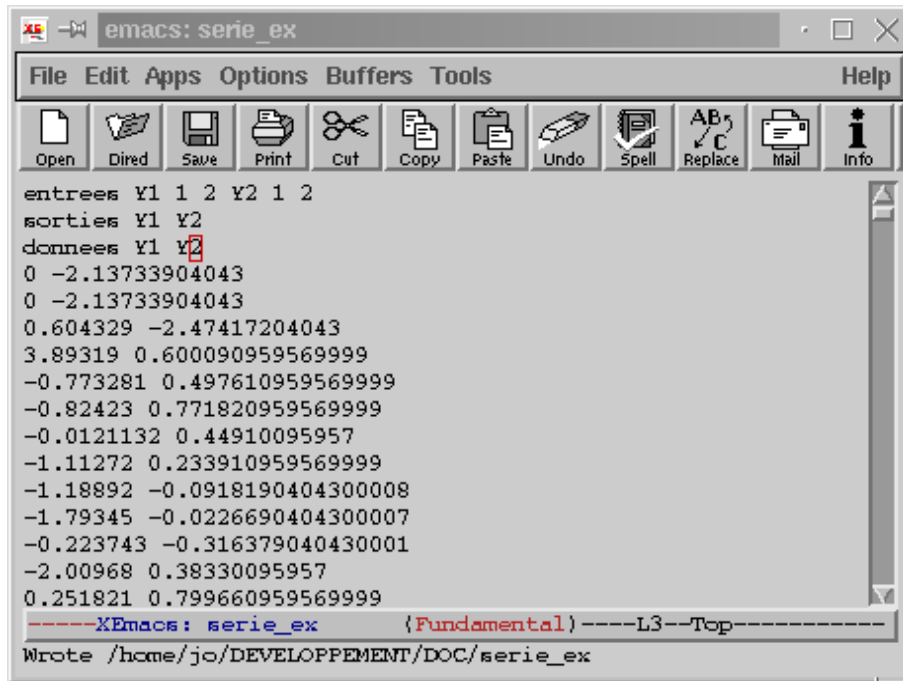 emacs: serie_ex
File Edit Apps Options Buffers Tools Help
Open Dired Save Print Cut Copy Paste Undo Spell Replace Mail Info
entrees Y1 1 2 Y2 1 2
sorties Y1 Y2
donnees Y1 Y2
0 -2.13733904043
0 -2.13733904043
0.604329 -2.47417204043
3.89319 0.600090959569999
-0.773281 0.497610959569999
-0.82423 0.771820959569999
-0.0121132 0.44910095957
-1.11272 0.233910959569999
-1.18892 -0.0918190404300008
-1.79345 -0.0226690404300007
-0.223743 -0.316379040430001
-2.00968 0.38330095957
0.251821 0.799660959569999
-----XEmacs: serie_ex (Fundamental)----L3--Top-----------
Wrote /home/jo/DEVELOPPEMENT/DOC/serie_ex